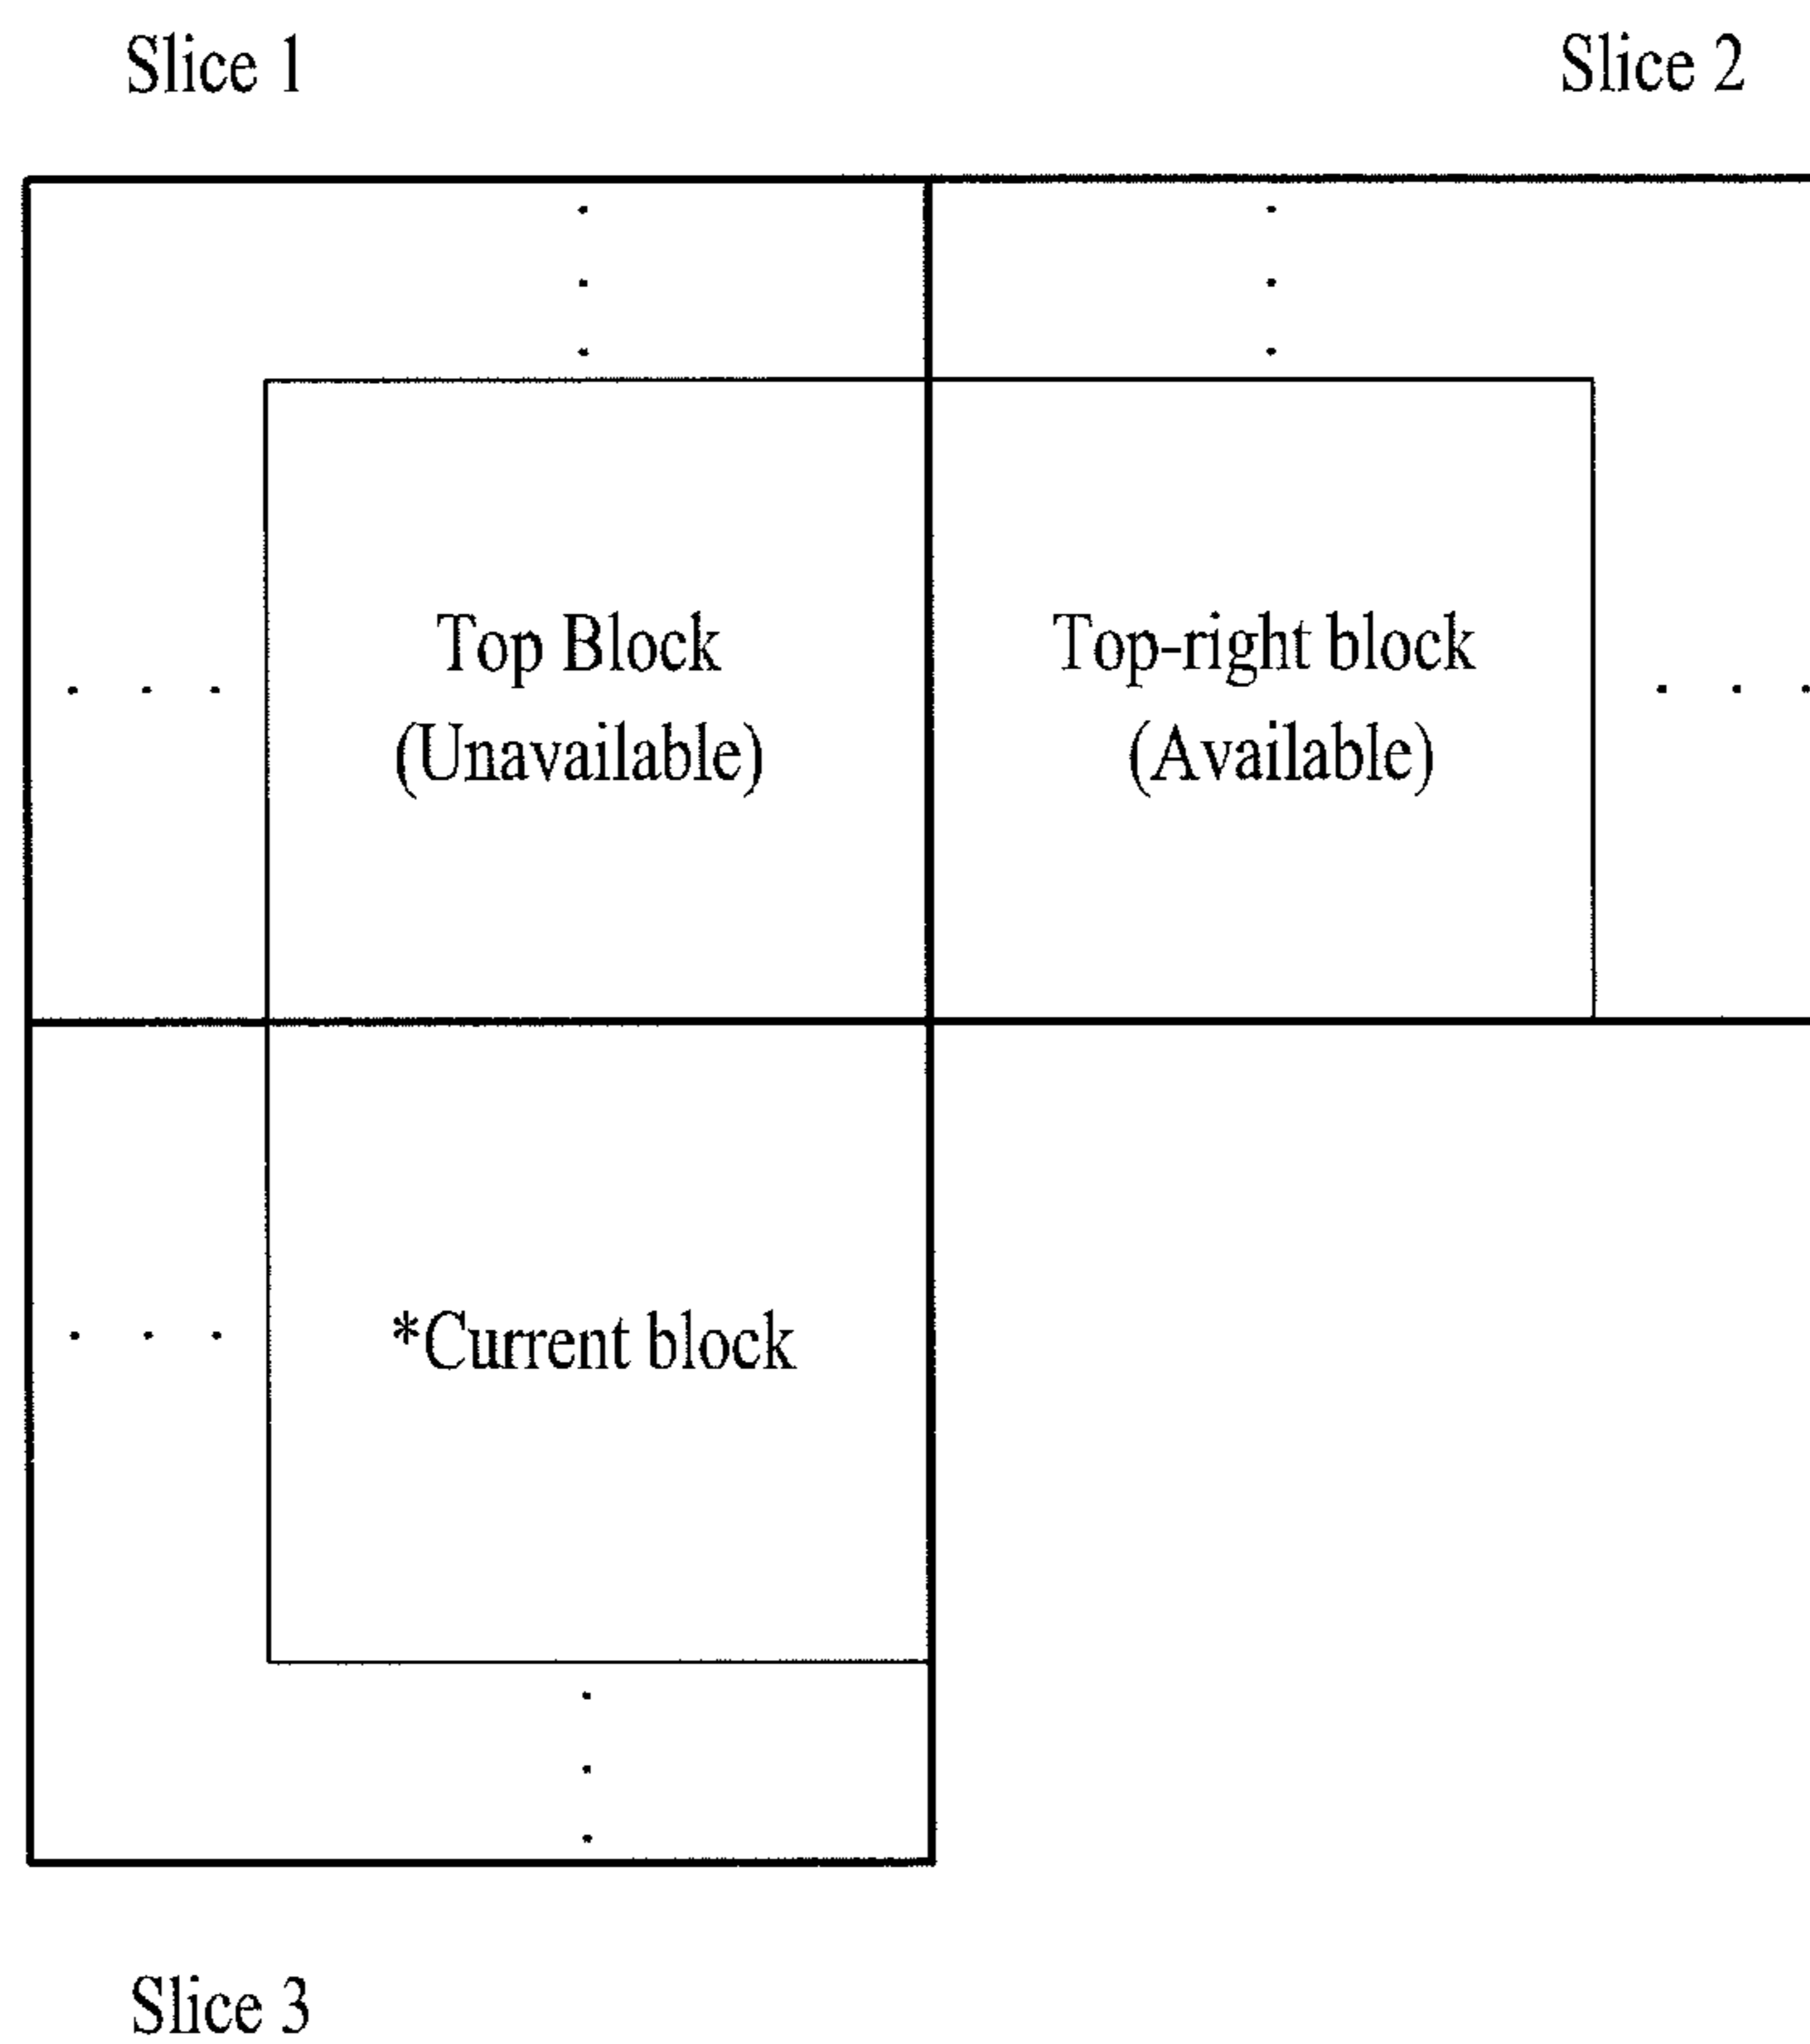 Slice 1
Slice 2
Top Block
(Unavailable)
Top-right block
(Available)
*Current block
Slice 3